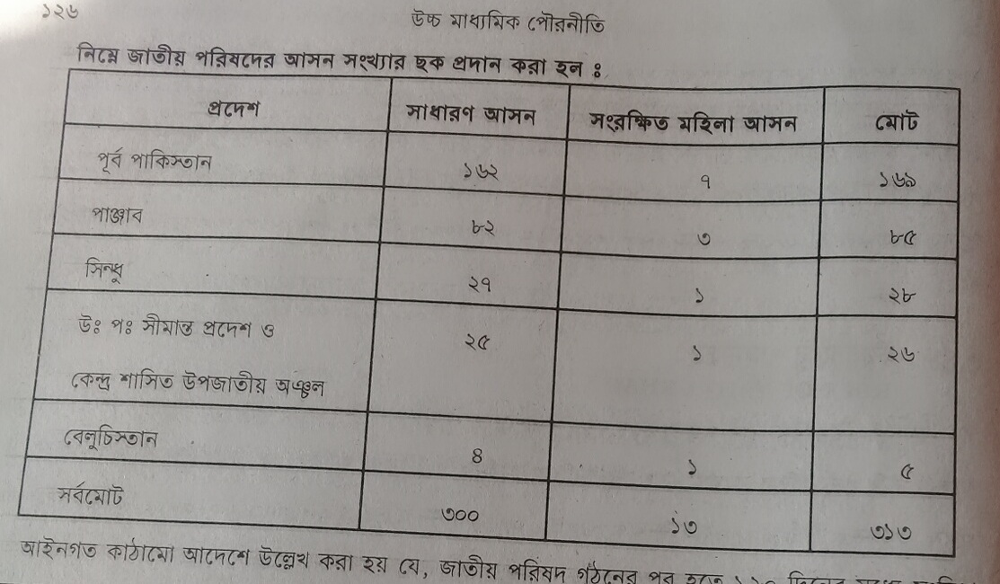 ১২৬
উচ্চ মাধ্যমিক পৌরনীতি
নিম্নে জাতীয় পরিষদের আসন সংখ্যার ছক প্রদান করা হল ঃ
প্রদেশ সাধারণ আসন সংরক্ষিত মহিলা আসন মোট
পূর্ব পাকিস্তান ১৬২ ৭ ১৬৯
পাঞ্জাব ৮২ ৩ ৮৫
সিন্ধু ২৭ ১ ২৮
উঃ পঃ সীমান্ত প্রদেশ ও ২৫ ১ ২৬
কেন্দ্র শাসিত উপজাতীয় অঞ্চল
বেলুচিস্তান ৪ ১ ৫
সর্বমোট ৩০০ ১৩ ৩১৩
আইনগত কাঠামো আদেশে উল্লেখ করা হয় যে, জাতীয় পরিষদ গঠনের পর হতে ১২০ দিনের মধ্যে